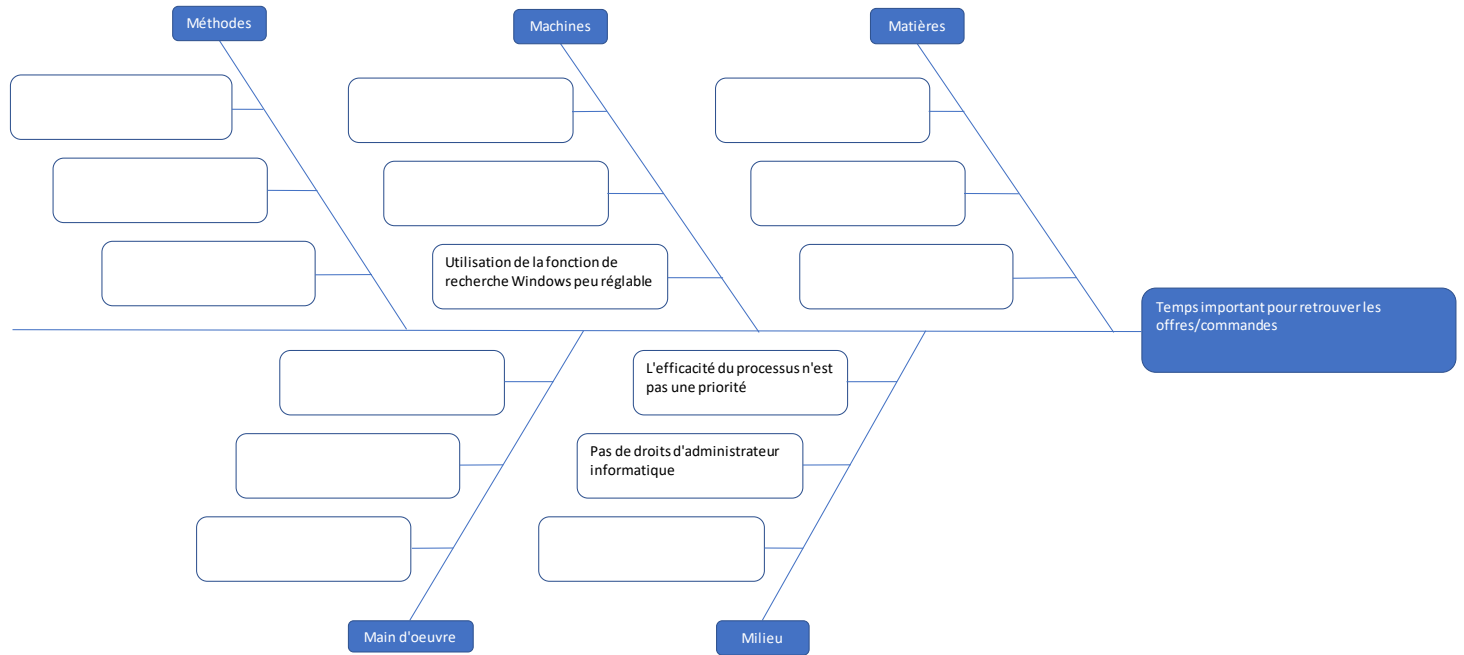 Méthodes
Machines
Matières
Utilisation de la fonction de
recherche Windows peu réglable
Temps important pour retrouver les
offres/commandes
L'efficacité du processus n'est
pas une priorité
Pas de droits d'administrateur
informatique
Main d'oeuvre
Milieu